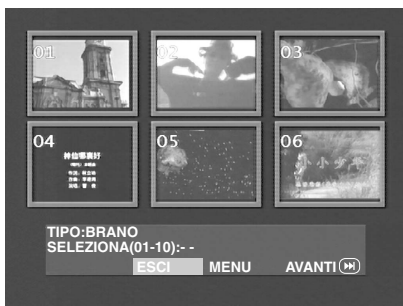 01
02
03
04
05
06
TIPO:BRANO
SELEZIONA(01-10):- -
ESCI MENU AVANTI